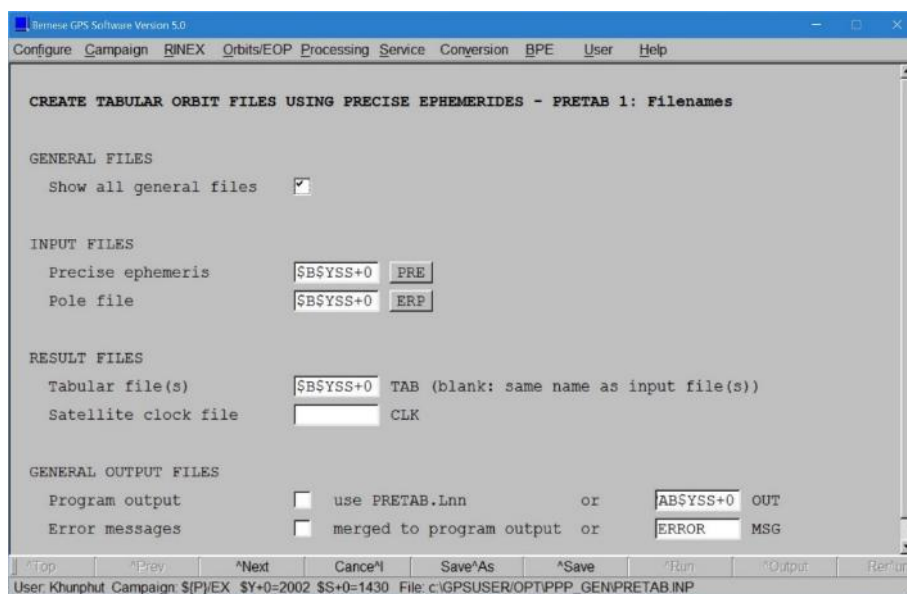 Bernese GPS Software Version 5.0
Configure Campaign RINEX Orbits/EOP Processing Service Conversion BPE User Help
CREATE TABULAR ORBIT FILES USING PRECISE EPHEMERIDES - PRETAB 1: Filenames
GENERAL FILES
Show all general files
INPUT FILES
Precise ephemeris $B$YSS+0 PRE
Pole file $B$YSS+0 ERP
RESULT FILES
Tabular file(s) $B$YSS+0 TAB (blank: same name as input file(s))
Satellite clock file CLK
GENERAL OUTPUT FILES
Program output use PRETAB.Lnn or AB$YSS+0 OUT
Error messages merged to program output or ERROR MSG
^Top ^Prev ^Next Cance^l Save^As ^Save ^Run ^Output
User: Khunphut Campaign: ${P}/EX $Y+0=2002 $S+0=1430 File: c:\GPSUSER/OPT\PPP_GEN\PRETAB.INP